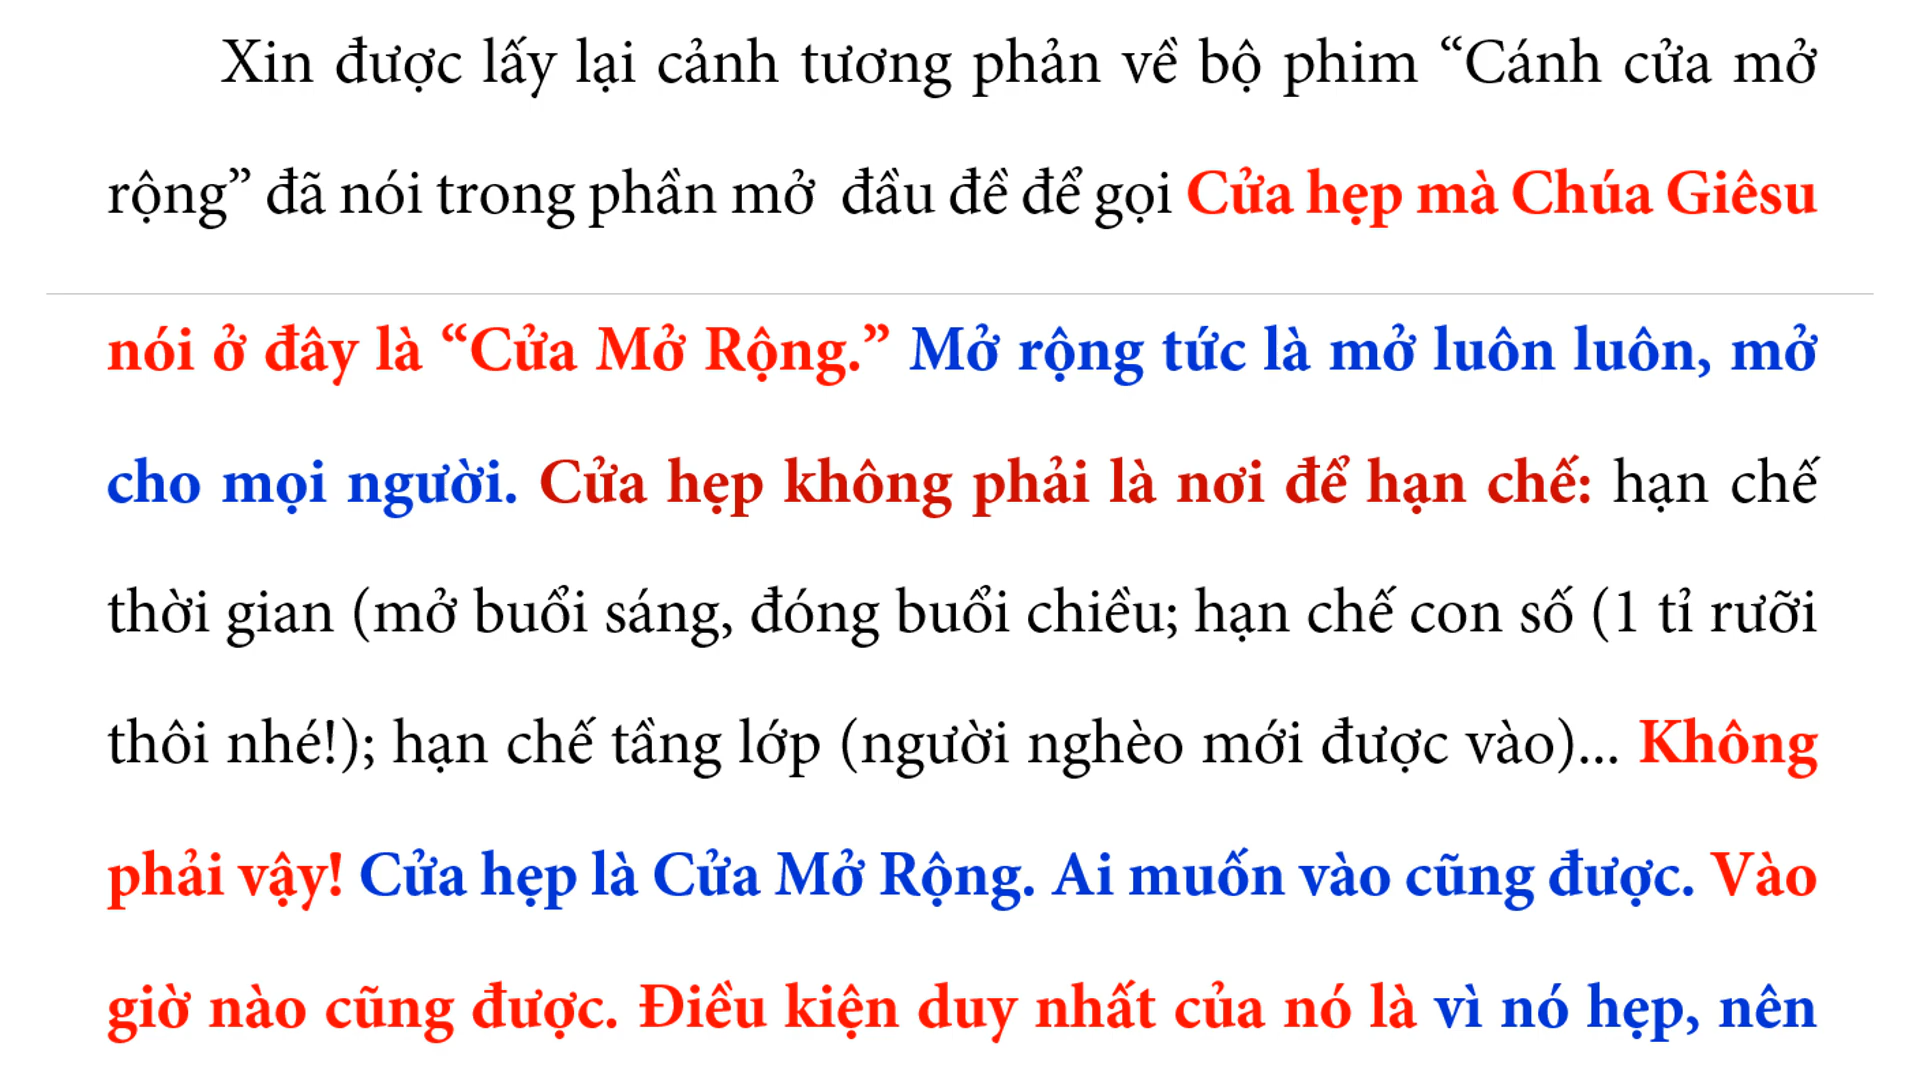 Xin được lấy lại cảnh tương phản về bộ phim “Cánh cửa mở
rộng” đã nói trong phần mở đầu đề để gọi Cửa hẹp mà Chúa Giêsu
nói ở đây là “Cửa Mở Rộng.” Mở rộng tức là mở luôn luôn, mở
cho mọi người. Cửa hẹp không phải là nơi để hạn chế: hạn chế
thời gian (mở buổi sáng, đóng buổi chiều; hạn chế con số (1 tỉ rưỡi
thôi nhé!); hạn chế tầng lớp (người nghèo mới được vào)... Không
phải vậy! Cửa hẹp là Cửa Mở Rộng. Ai muốn vào cũng được. Vào
giờ nào cũng được. Điều kiện duy nhất của nó là vì nó hẹp, nên